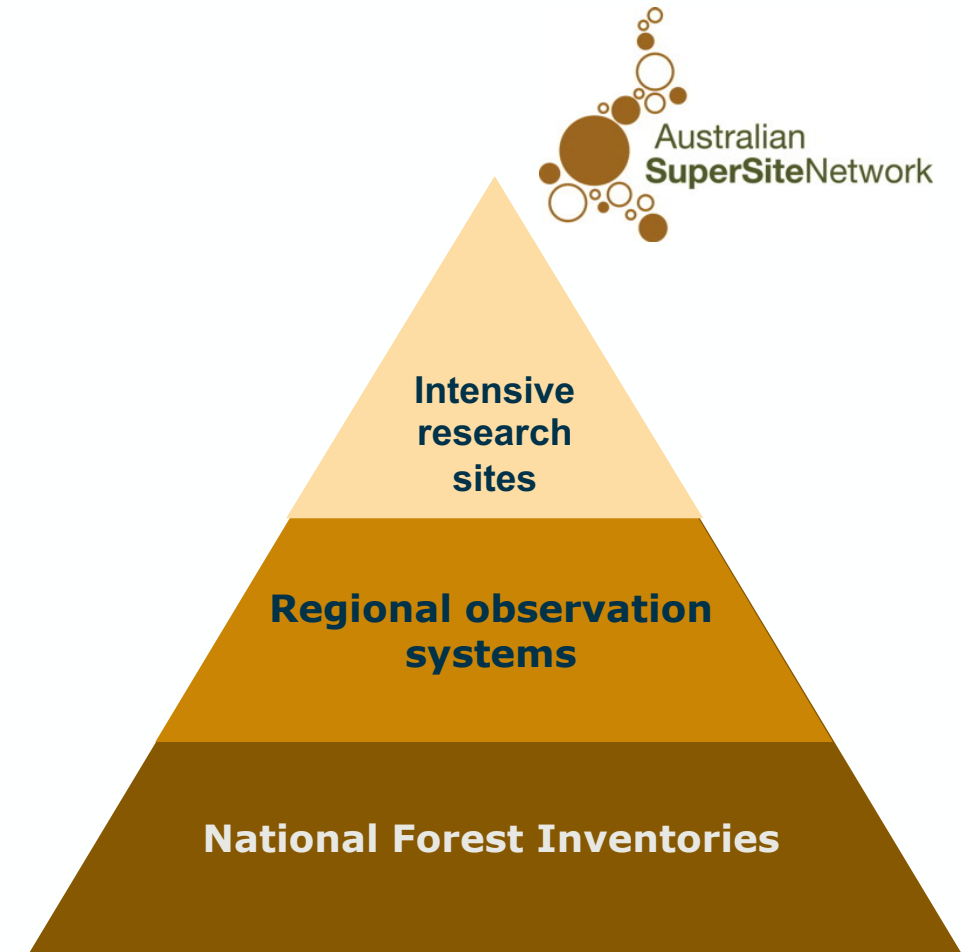 Australian
SuperSiteNetwork
Intensive
research
sites
Regional observation
systems
National Forest Inventories